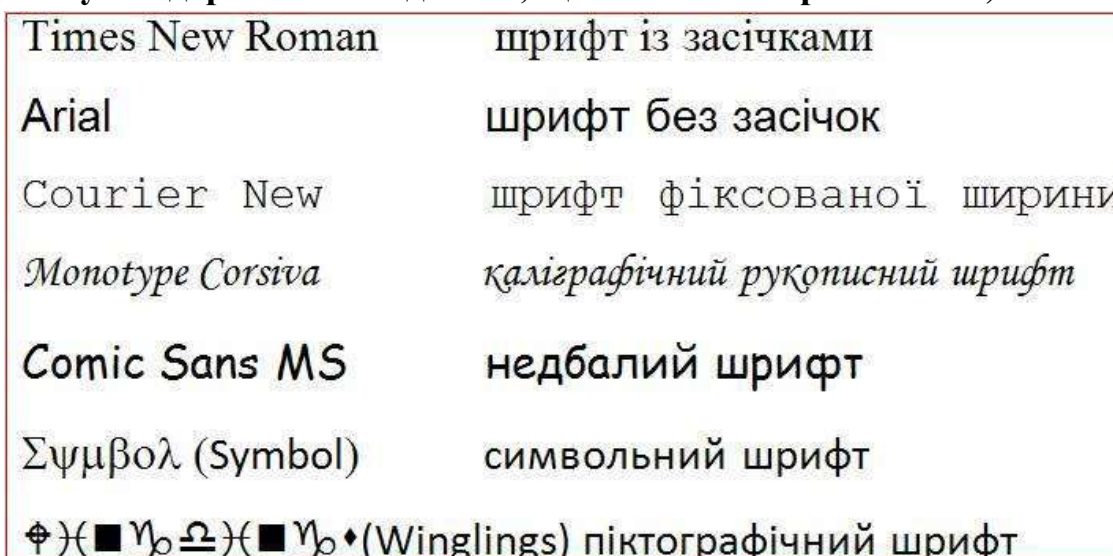 Times New Roman шрифт із засічками
Arial шрифт без засічок
Courier New шрифт фіксованої ширини
Monotype Corsiva каліграфічний рукописний шрифт
Comic Sans MS недбалий шрифт
Σψμβολ (Symbol) символьний шрифт
⌖♓■♑♎♓■♑⬧(Winglings) піктографічний шрифт